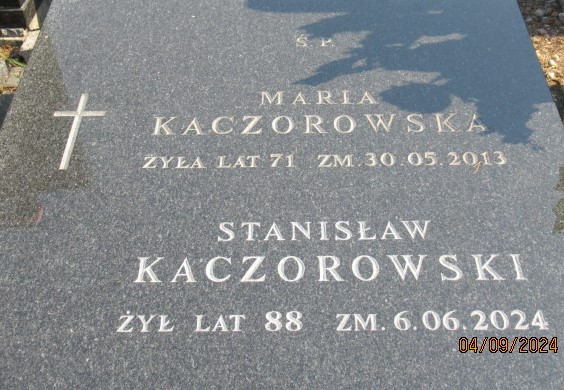 Ś. P.
MARIA
KACZOROWSKA
ŻYŁA LAT 71 ZM. 30.05.2013
STANISŁAW
KACZOROWSKI
ŻYŁ LAT 88 ZM. 6.06.2024
04/09/2024